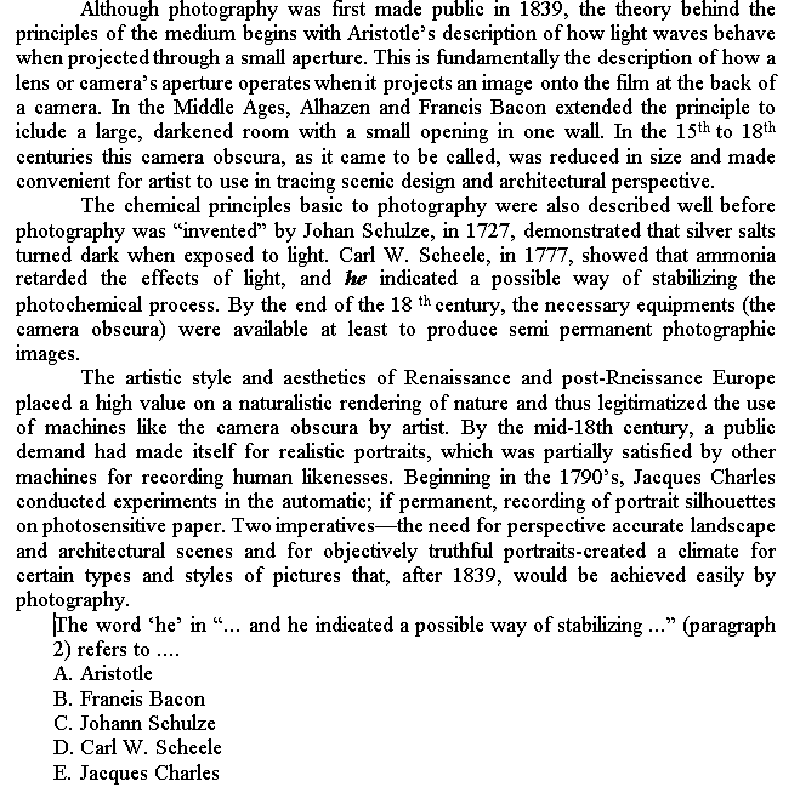 Although photography was first made public in 1839, the theory behind the
principles of the medium begins with Aristotle's description of how light waves behave
when projected through a small aperture. This is fundamentally the description of how a
lens or camera's aperture operates when it projects an image onto the film at the back of
a camera. In the Middle Ages, Alhazen and Francis Bacon extended the principle to
iclude a large, darkened room with a small opening in one wall. In the 15th to 18th
centuries this camera obscura, as it came to be called, was reduced in size and made
convenient for artist to use in tracing scenic design and architectural perspective.
The chemical principles basic to photography were also described well before
photography was “invented” by Johan Schulze, in 1727, demonstrated that silver salts
turned dark when exposed to light. Carl W. Scheele, in 1777, showed that ammonia
retarded the effects of light, and he indicated a possible way of stabilizing the
photochemical process. By the end of the 18 th century, the necessary equipments (the
camera obscura) were available at least to produce semi permanent photographic
images.
The artistic style and aesthetics of Renaissance and post-Rneissance Europe
placed a high value on a naturalistic rendering of nature and thus legitimatized the use
of machines like the camera obscura by artist. By the mid-18th century, a public
demand had made itself for realistic portraits, which was partially satisfied by other
machines for recording human likenesses. Beginning in the 1790's, Jacques Charles
conducted experiments in the automatic; if permanent, recording of portrait silhouettes
on photosensitive paper. Two imperatives—the need for perspective accurate landscape
and architectural scenes and for objectively truthful portraits-created a climate for
certain types and styles of pictures that, after 1839, would be achieved easily by
photography.
The word ‘he’ in “... and he indicated a possible way of stabilizing ...” (paragraph
2) refers to ....
A. Aristotle
B. Francis Bacon
C. Johann Schulze
D. Carl W. Scheele
E. Jacques Charles